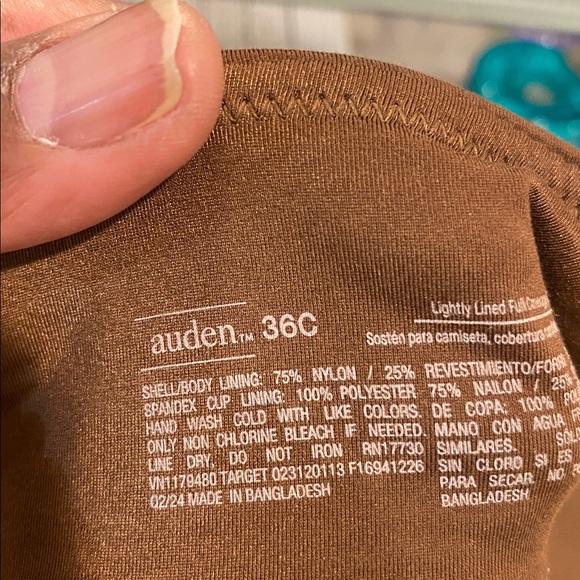 auden™ 36C
SHELL/BODY LINING: 75% NYLON / 25%
SPANDEX CUP LINING: 100% POLYESTER
HAND WASH COLD WITH LIKE COLORS.
ONLY NON CHLORINE BLEACH IF NEEDED.
LINE DRY, DO NOT IRON RN17730
VN1179480 TARGET 023120113 F16941226
02/24 MADE IN BANGLADESH
Lightly Lined Full
Sostén para camiseta, cobertura
REVESTIMIENTO/
75% NAILON / 25%
DE COPA: 100%
MANO CON AGUA
SIMILARES.
SIN CLORO SI ES
PARA SECAR. NO
BANGLADESH